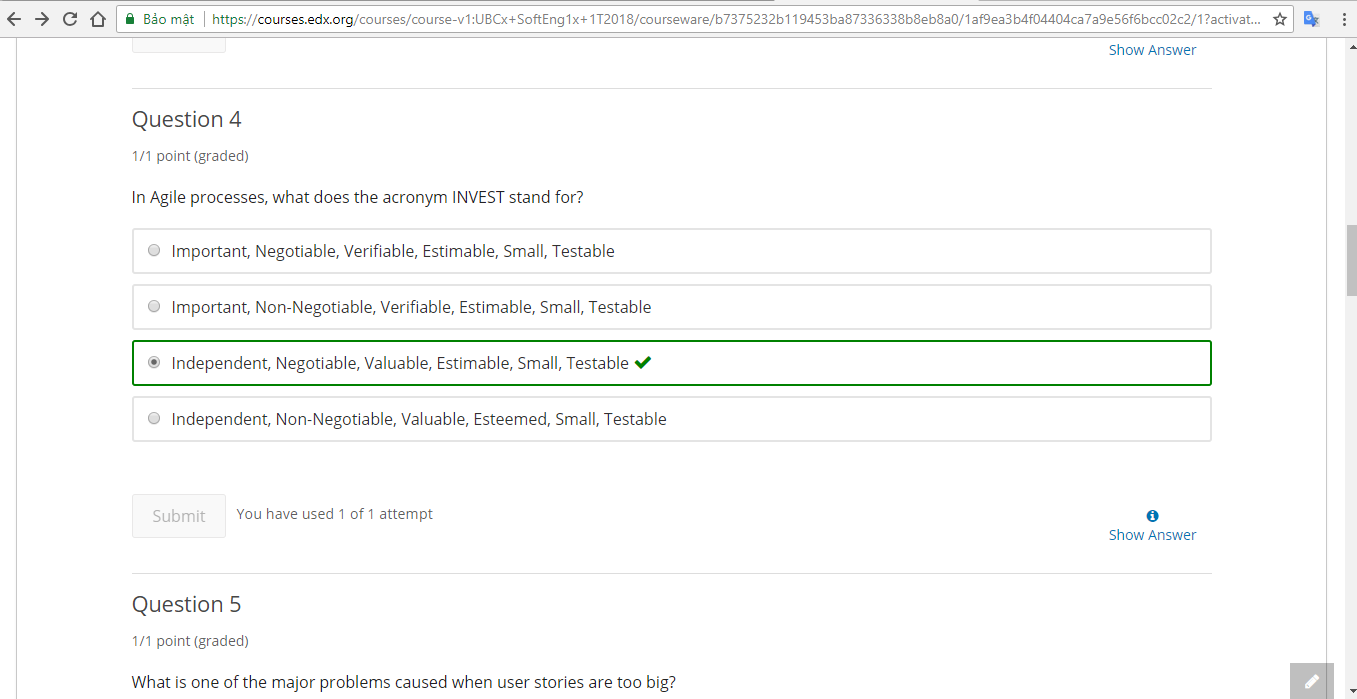 Bảo mật
https://courses.edx.org/courses/course-v1:UBCx+SoftEng1x+1T2018/courseware/b7375232b119453ba87336338b8eb8a0/1af9ea3b4f04404ca7a9e56f6bcc02c2/1?activat...
Show Answer
Question 4
1/1 point (graded)
In Agile processes, what does the acronym INVEST stand for?
Important, Negotiable, Verifiable, Estimable, Small, Testable
Important, Non-Negotiable, Verifiable, Estimable, Small, Testable
Independent, Negotiable, Valuable, Estimable, Small, Testable
Independent, Non-Negotiable, Valuable, Esteemed, Small, Testable
Submit You have used 1 of 1 attempt
Show Answer
Question 5
1/1 point (graded)
What is one of the major problems caused when user stories are too big?